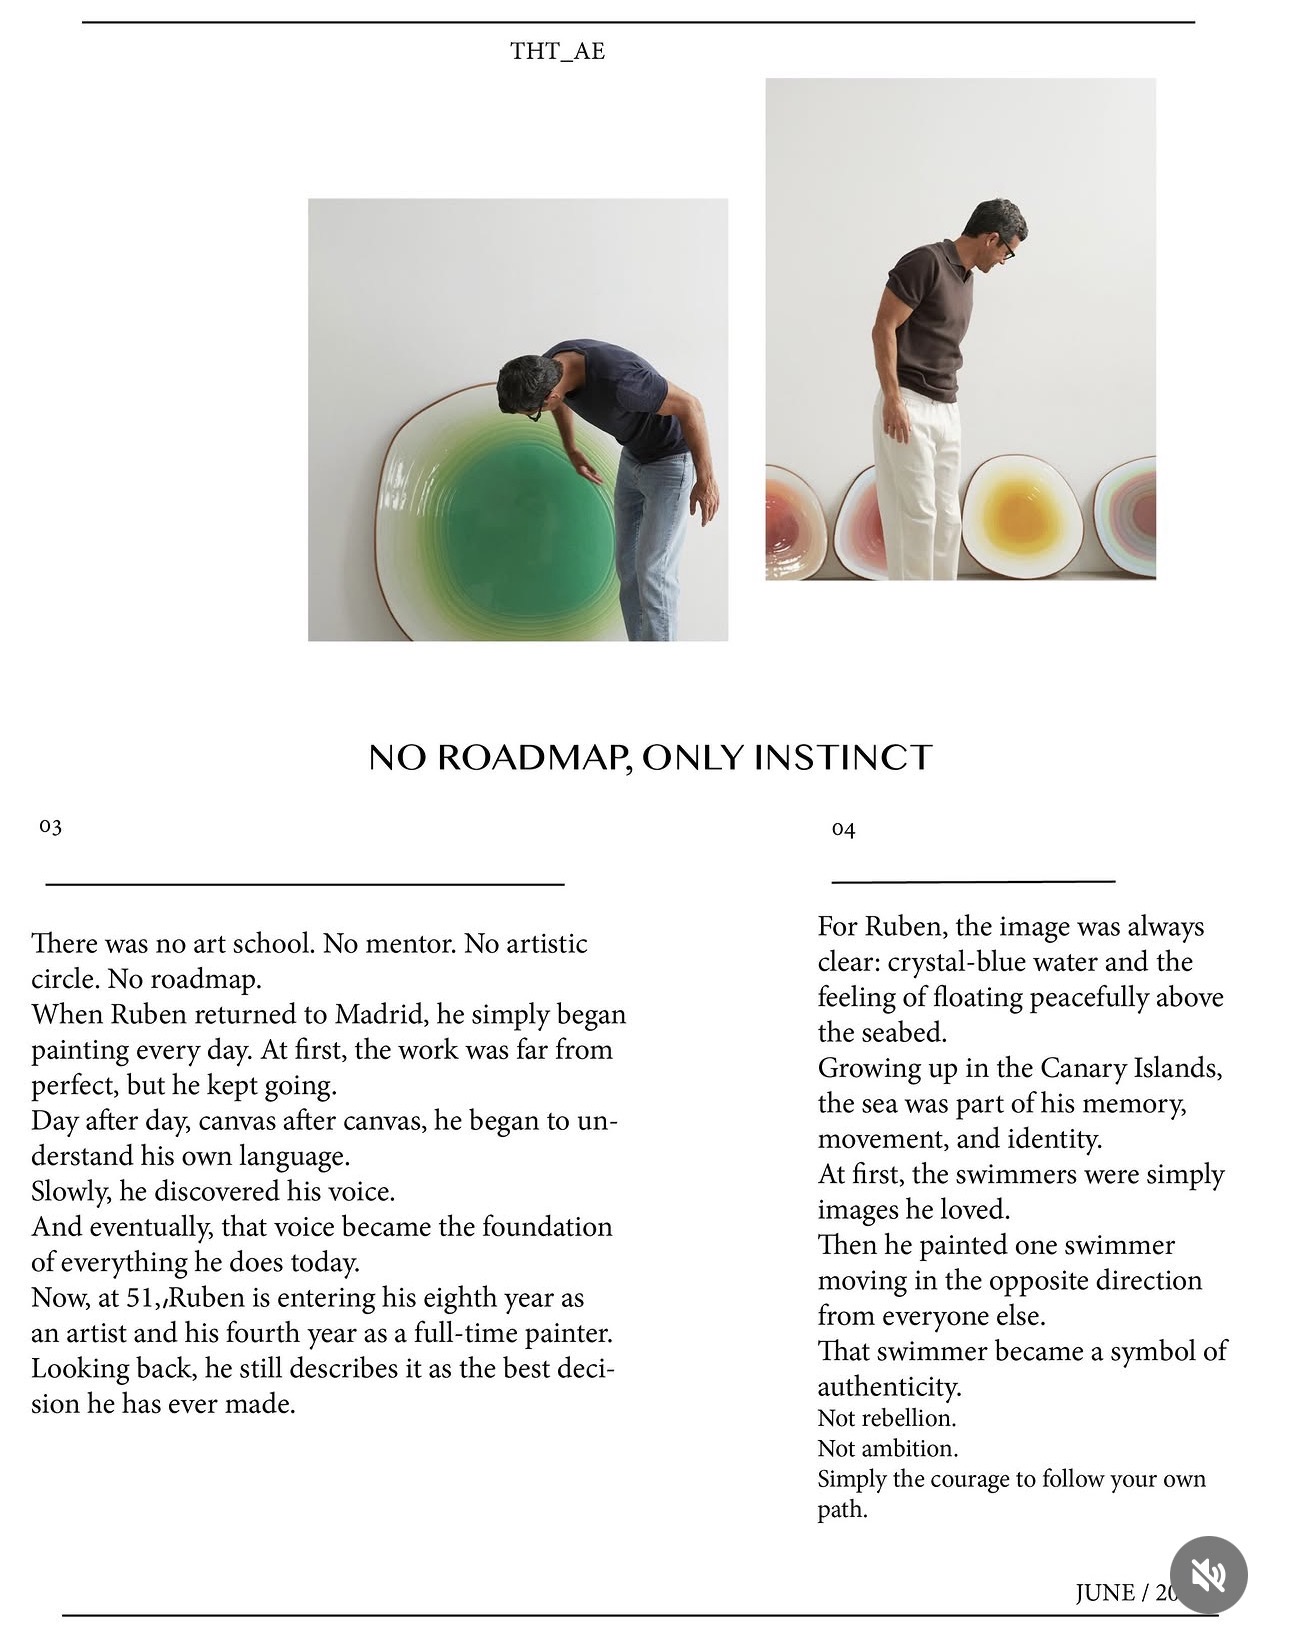 THT_AE
NO ROADMAP, ONLY INSTINCT
03
There was no art school. No mentor. No artistic
circle. No roadmap.
When Ruben returned to Madrid, he simply began
painting every day. At first, the work was far from
perfect, but he kept going.
Day after day, canvas after canvas, he began to un-
derstand his own language.
Slowly, he discovered his voice.
And eventually, that voice became the foundation
of everything he does today.
Now, at 51,,Ruben is entering his eighth year as
an artist and his fourth year as a full-time painter.
Looking back, he still describes it as the best deci-
sion he has ever made.
04
For Ruben, the image was always
clear: crystal-blue water and the
feeling of floating peacefully above
the seabed.
Growing up in the Canary Islands,
the sea was part of his memory,
movement, and identity.
At first, the swimmers were simply
images he loved.
Then he painted one swimmer
moving in the opposite direction
from everyone else.
That swimmer became a symbol of
authenticity.
Not rebellion.
Not ambition.
Simply the courage to follow your own
path.
JUNE /